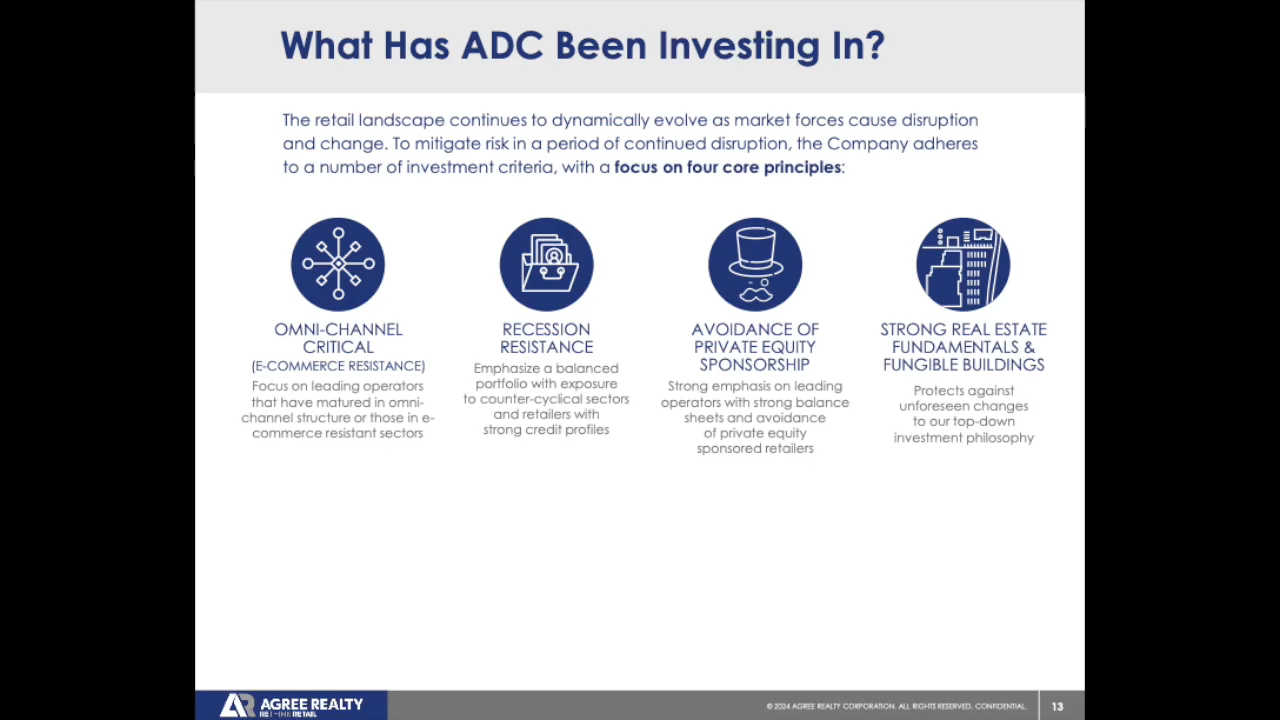 What Has ADC Been Investing In?
The retail landscape continues to dynamically evolve as market forces cause disruption
and change. To mitigate risk in a period of continued disruption, the Company adheres
to a number of investment criteria, with a focus on four core principles:
OMNI-CHANNEL
CRITICAL
(E-COMMERCE RESISTANCE)
Focus on leading operators
that have matured in omni-
channel structure or those in e-
commerce resistant sectors
RECESSION
RESISTANCE
Emphasize a balanced
portfolio with exposure
to counter-cyclical sectors
and retailers with
strong credit profiles
AVOIDANCE OF
PRIVATE EQUITY
SPONSORSHIP
Strong emphasis on leading
operators with strong balance
sheets and avoidance
of private equity
sponsored retailers
STRONG REAL ESTATE
FUNDAMENTALS &
FUNGIBLE BUILDINGS
Protects against
unforeseen changes
to our top-down
investment philosophy
AGREE REALTY
RE THINK RETAIL
© 2024 AGREE REALTY CORPORATION. ALL RIGHTS RESERVED. CONFIDENTIAL.
13